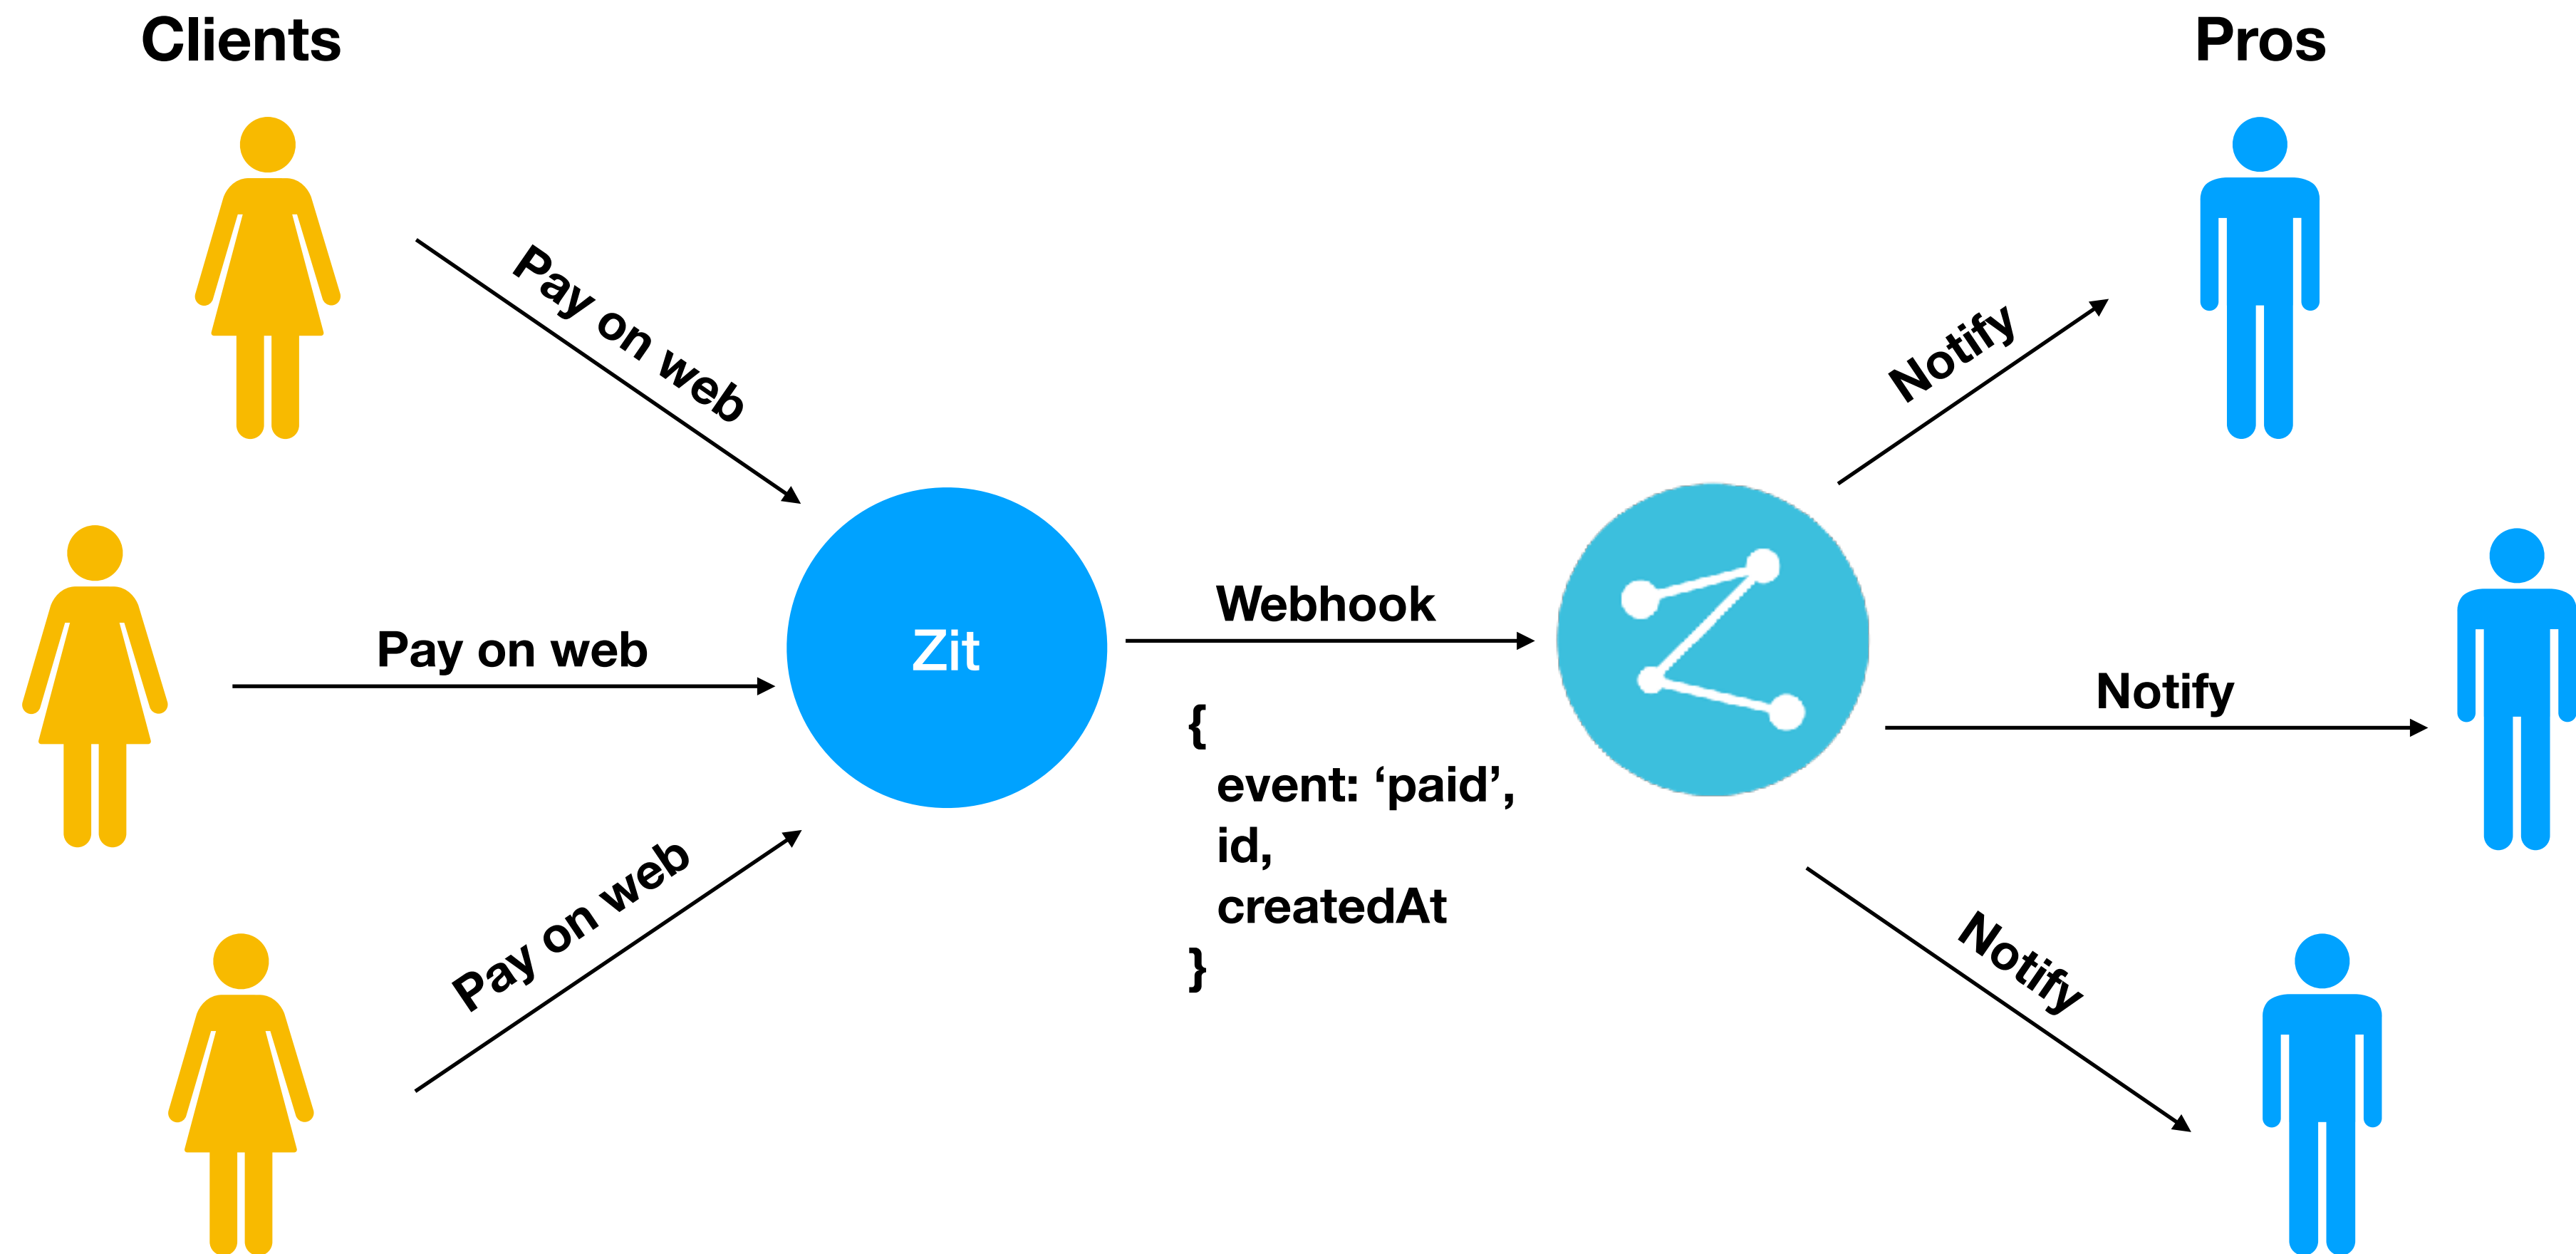 Clients
Pros
Pay on web
Notify
Webhook
Pay on web
Zit
Notify
{
event: ‘paid’,
id,
createdAt
}
Pay on web
Notify